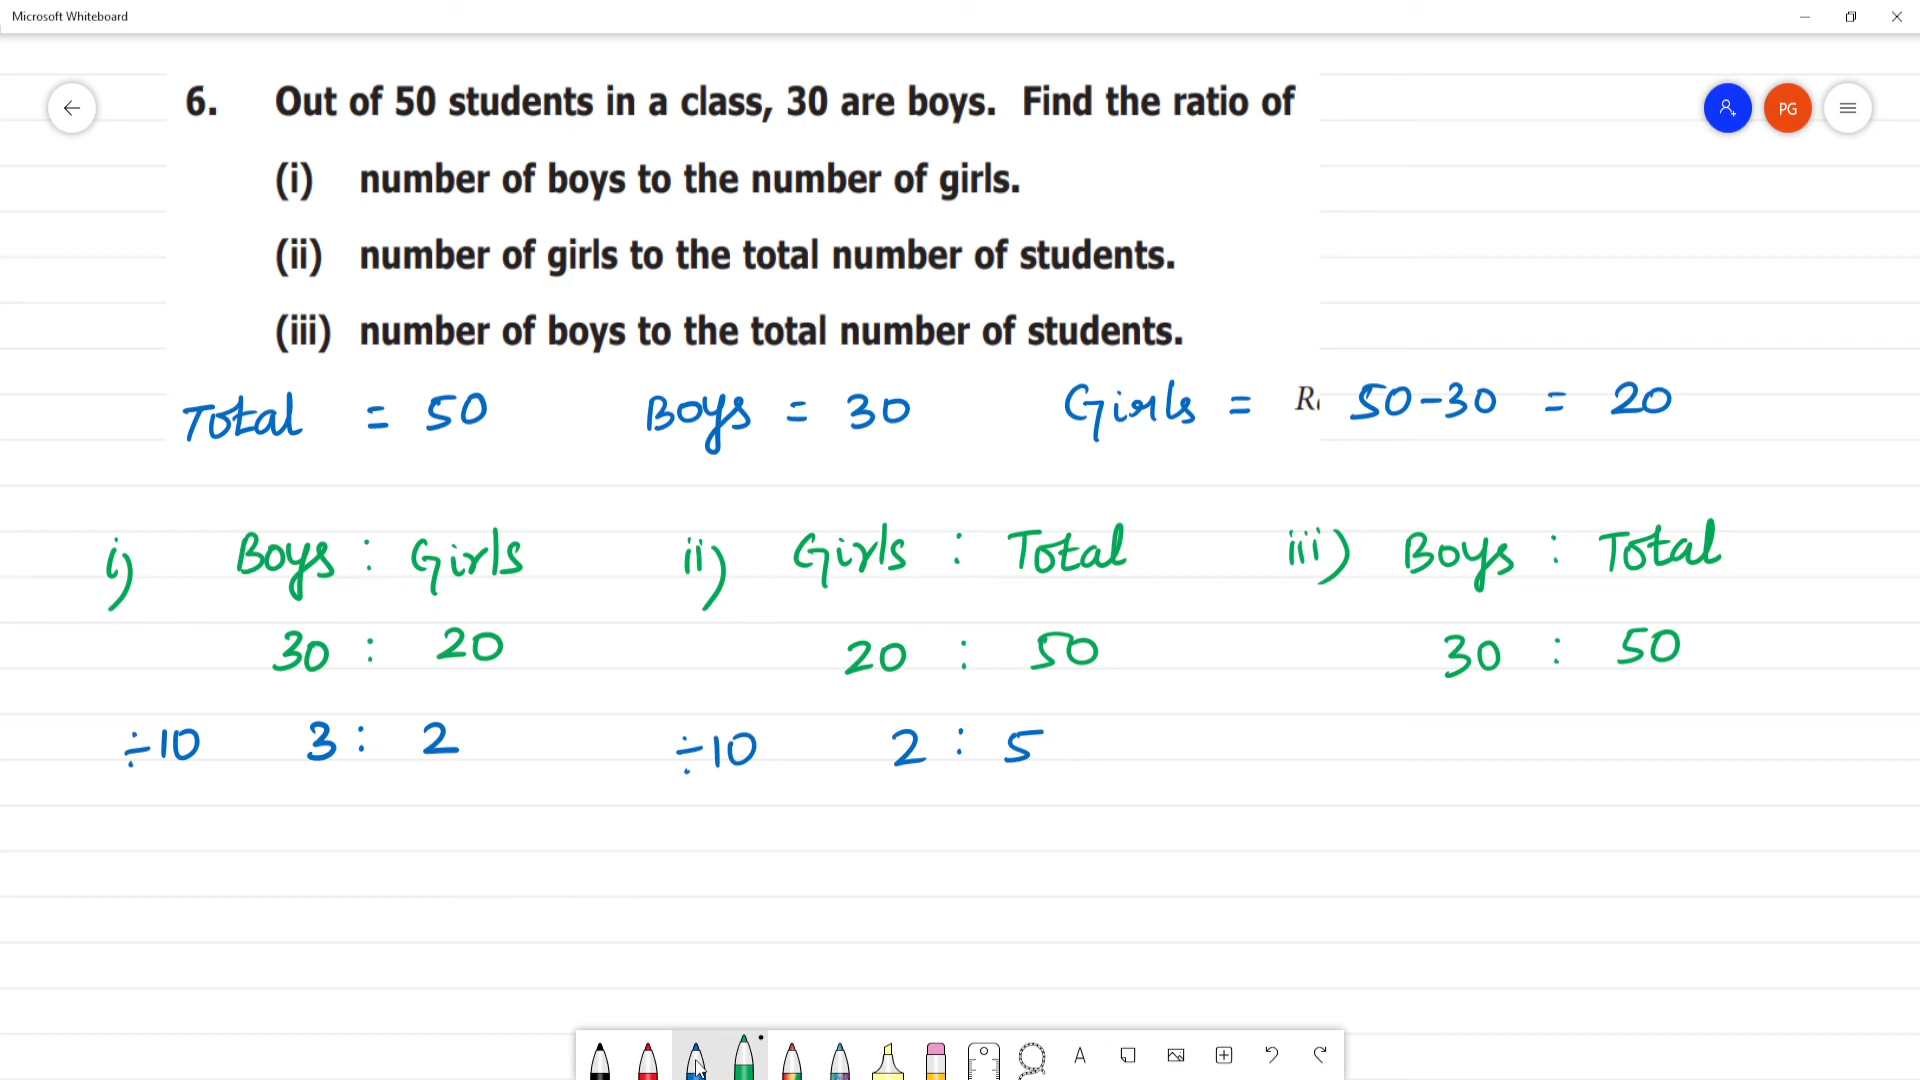 Microsoft Whiteboard
6. Out of 50 students in a class, 30 are boys. Find the ratio of
PG
(i) number of boys to the number of girls.
(ii) number of girls to the total number of students.
(iii) number of boys to the total number of students.
Total = 50 Boys = 30 Girls = 50-30 = 20
i) Boys : Girls ii) Girls : Total iii) Boys : Total
30 : 20 20 : 50 30 : 50
÷10 3 : 2 ÷10 2 : 5